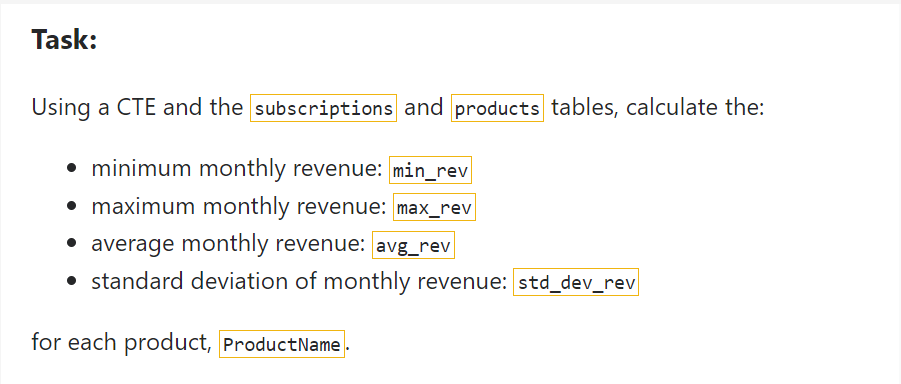 Task:
Using a CTE and the subscriptions and products tables, calculate the:
• minimum monthly revenue: min_rev
• maximum monthly revenue: max_rev
• average monthly revenue: avg_rev
• standard deviation of monthly revenue: std_dev_rev
for each product, ProductName.